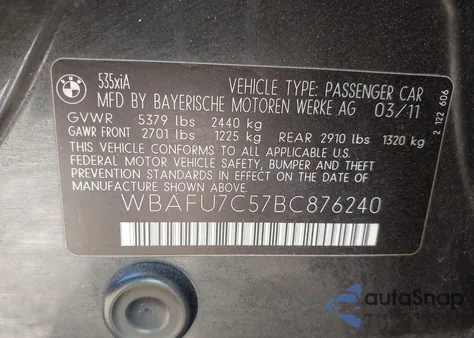 BMW
535xiA
VEHICLE TYPE: PASSENGER CAR
MFD BY BAYERISCHE MOTOREN WERKE AG 03/11
GVWR 5379 lbs 2440 kg
GAWR FRONT 2701 lbs 1225 kg REAR 2910 lbs 1320 kg
THIS VEHICLE CONFORMS TO ALL APPLICABLE U.S.
FEDERAL MOTOR VEHICLE SAFETY, BUMPER AND THEFT
PREVENTION STANDARDS IN EFFECT ON THE DATE
OF MANUFACTURE SHOWN ABOVE.
WBAFU7C57BC876240
2 122 606
autoSnap